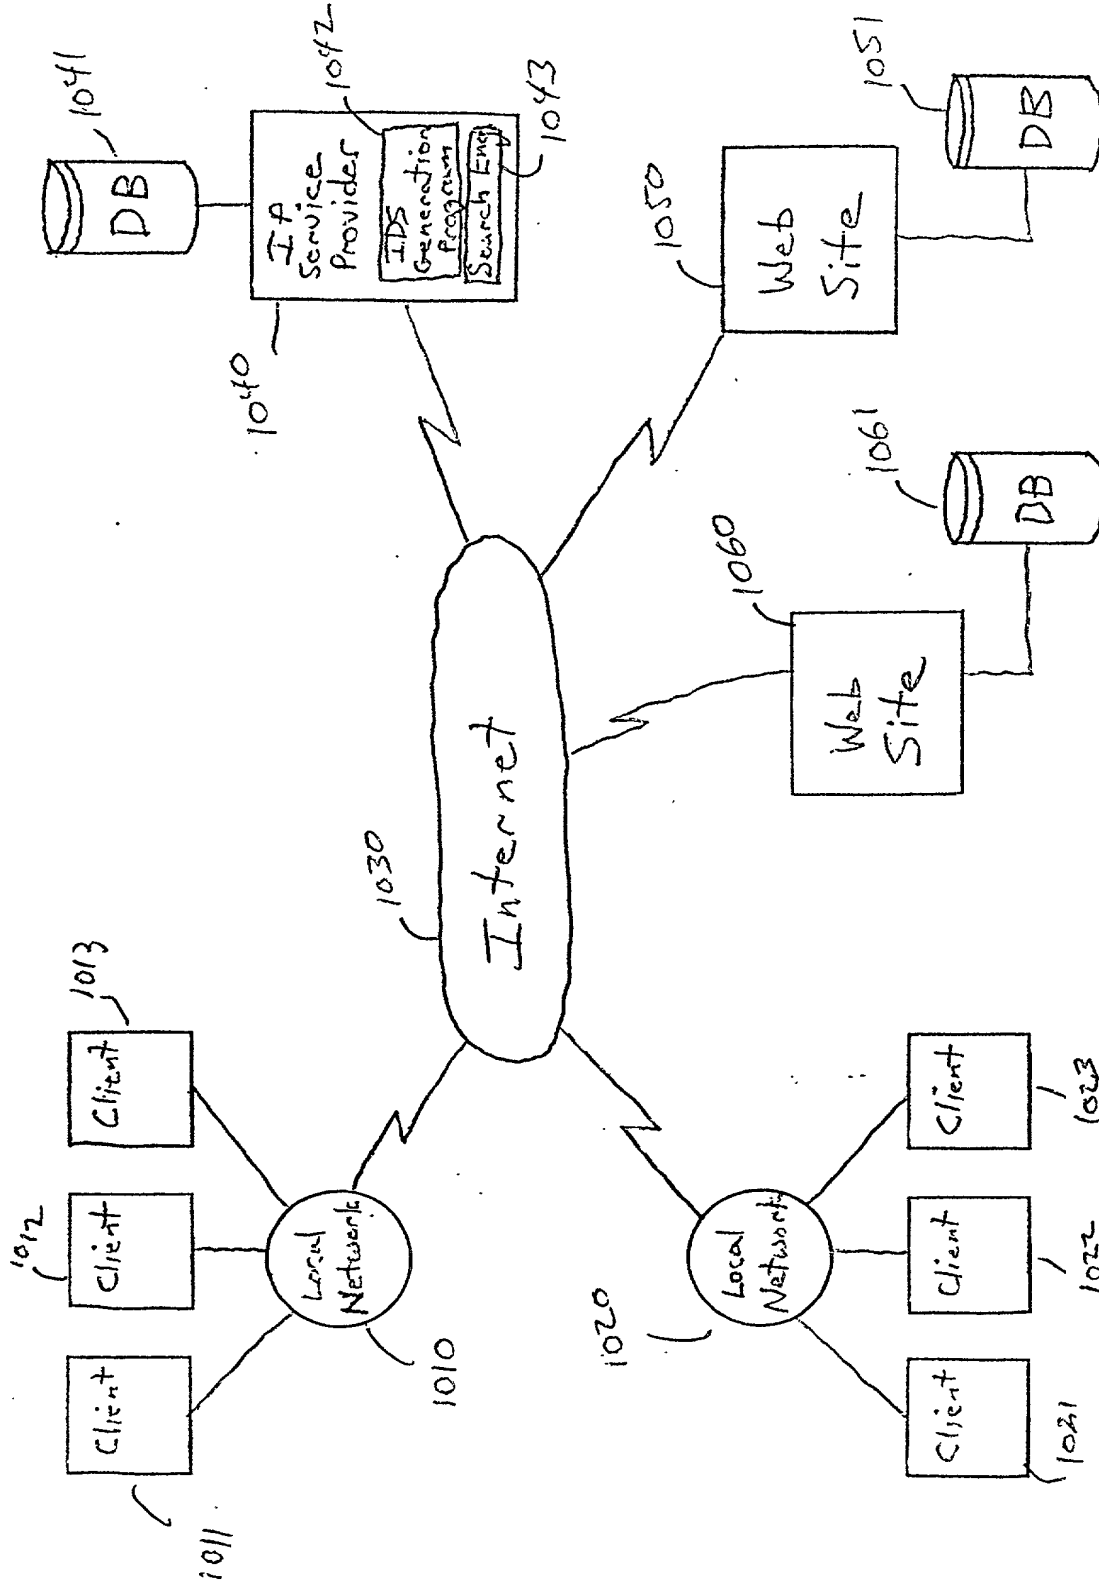 1011
Client
1012
Client
1013
Client
Local
Network
1010
1030
Internet
1020
Local
Network
Client
1021
Client
1022
Client
1023
DB
1041
1040
Service
Provider
IDS
Generation
Program
1042
Search Eng
1043
1060
Web
Site
1061
DB
1050
Web
Site
1051
DB